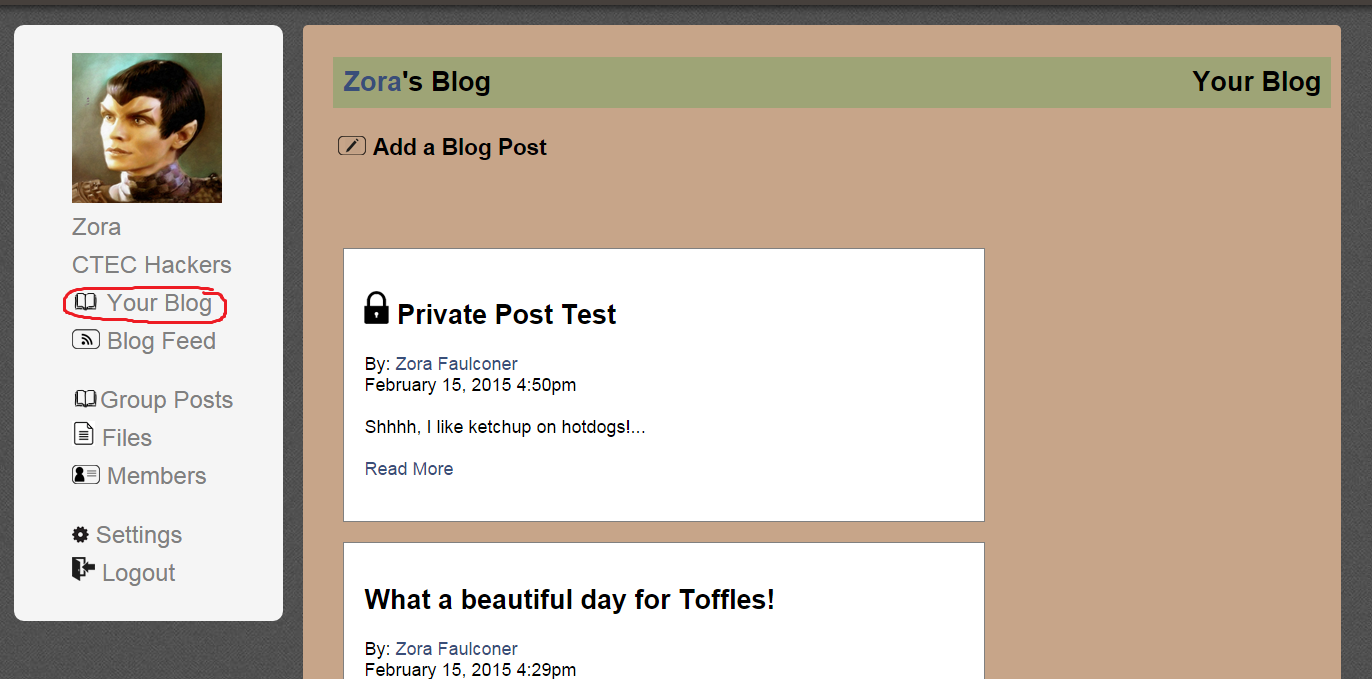 Zora
CTEC Hackers
Your Blog
Blog Feed
Group Posts
Files
Members
Settings
Logout
Zora's Blog
Your Blog
Add a Blog Post
Private Post Test
By: Zora Faulconer
February 15, 2015 4:50pm
Shhhh, I like ketchup on hotdogs!...
Read More
What a beautiful day for Toffles!
By: Zora Faulconer
February 15, 2015 4:29pm